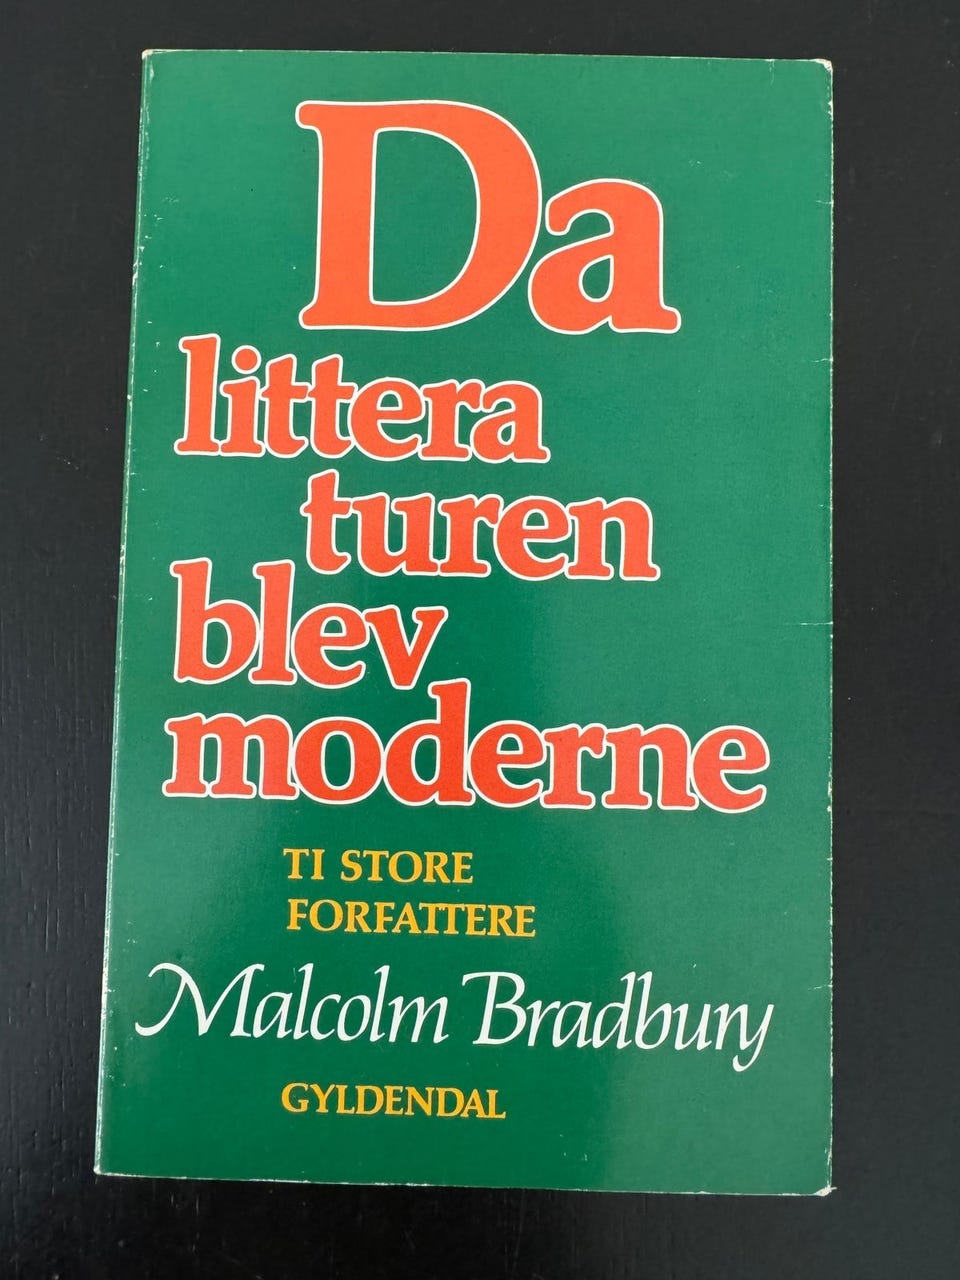 Da
littera
turen
blev
moderne
TI STORE
FORFATTERE
Malcolm Bradbury
GYLDENDAL